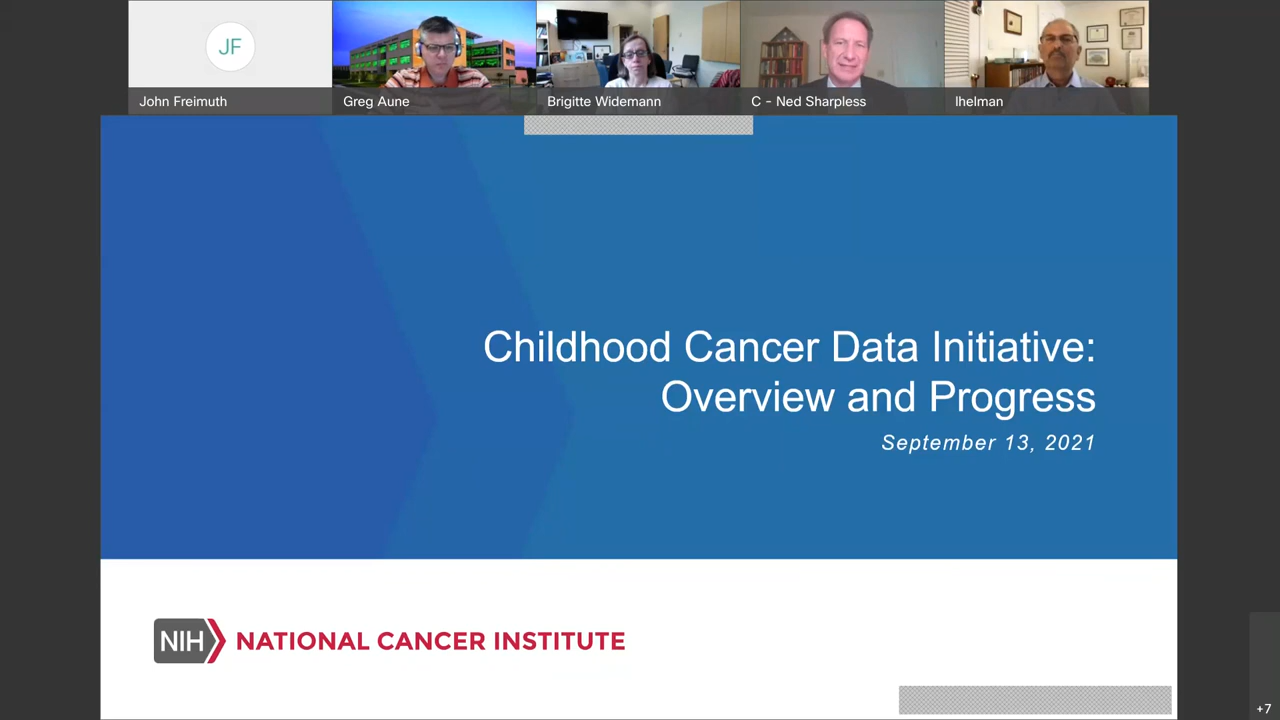 JF
John Freimuth
Greg Aune
Brigitte Widemann
C - Ned Sharpless
lhelman
Childhood Cancer Data Initiative:
Overview and Progress
September 13, 2021
NIH NATIONAL CANCER INSTITUTE
+7